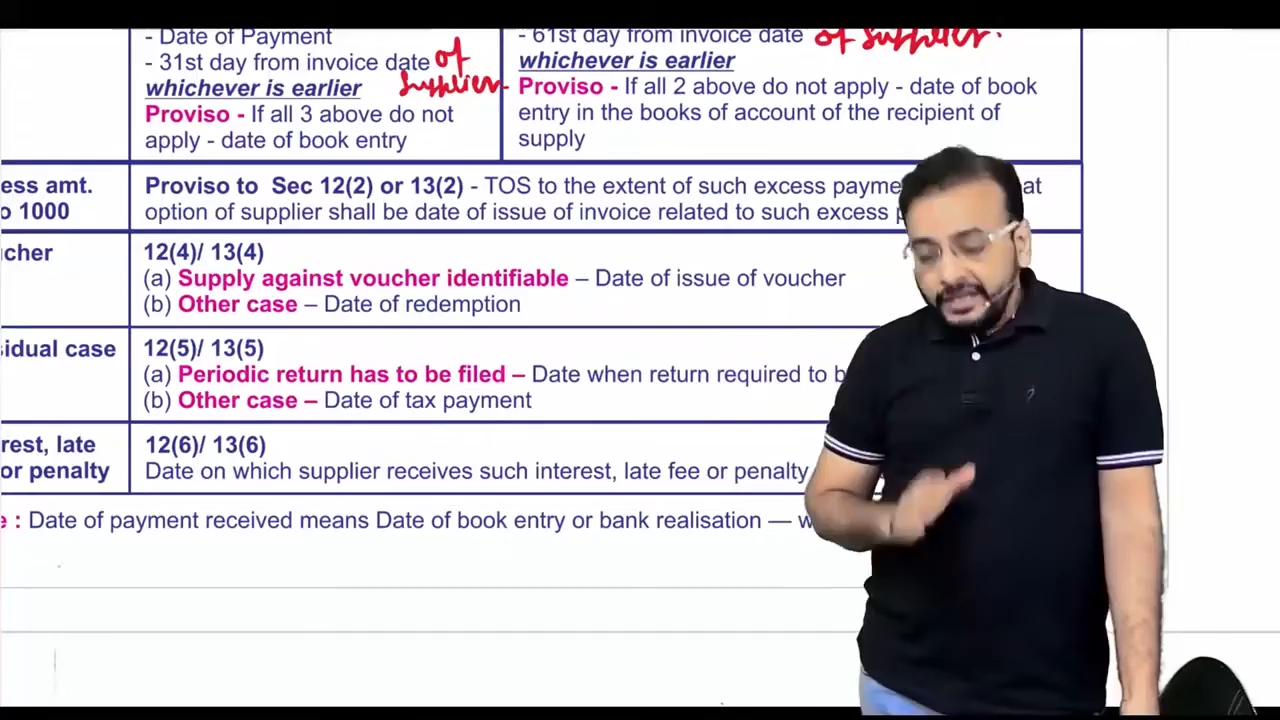 - Date of Payment
- 31st day from invoice date of Supplier
whichever is earlier
Proviso - If all 3 above do not
apply - date of book entry
- 61st day from invoice date of Supplier.
whichever is earlier
Proviso - If all 2 above do not apply - date of book
entry in the books of account of the recipient of
supply
ess amt.
o 1000
Proviso to Sec 12(2) or 13(2) - TOS to the extent of such excess payme at
option of supplier shall be date of issue of invoice related to such excess p
cher
12(4)/ 13(4)
(a) Supply against voucher identifiable – Date of issue of voucher
(b) Other case – Date of redemption
idual case
12(5)/ 13(5)
(a) Periodic return has to be filed – Date when return required to b
(b) Other case – Date of tax payment
rest, late
or penalty
12(6)/ 13(6)
Date on which supplier receives such interest, late fee or penalty
e : Date of payment received means Date of book entry or bank realisation — w